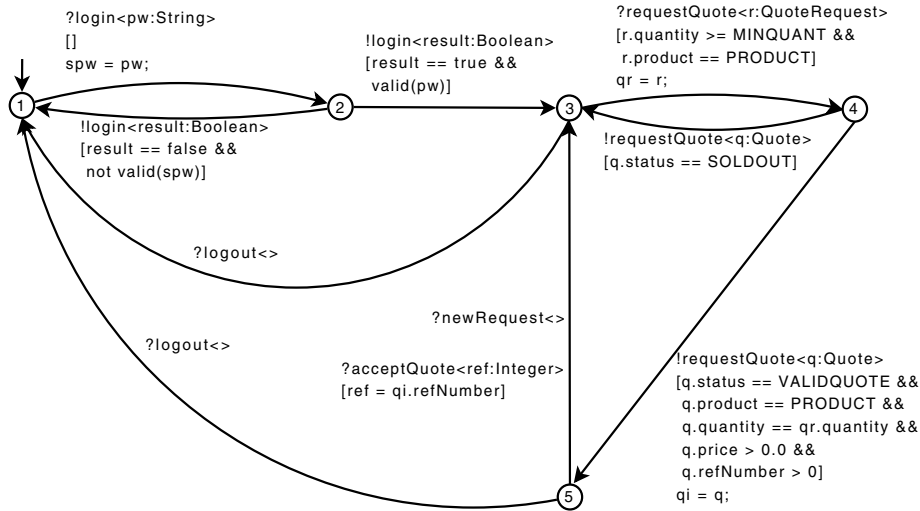 ?login<pw:String>
[]
spw = pw;
1
2
!login<result:Boolean>
[result == false &&
not valid(spw)]
!login<result:Boolean>
[result == true &&
valid(pw)]
3
?requestQuote<r:QuoteRequest>
[r.quantity >= MINQUANT &&
r.product == PRODUCT]
qr = r;
4
!requestQuote<q:Quote>
[q.status == SOLDOUT]
?logout<>
?newRequest<>
?logout<>
?acceptQuote<ref:Integer>
[ref = qi.refNumber]
!requestQuote<q:Quote>
[q.status == VALIDQUOTE &&
q.product == PRODUCT &&
q.quantity == qr.quantity &&
q.price > 0.0 &&
q.refNumber > 0]
qi = q;
5